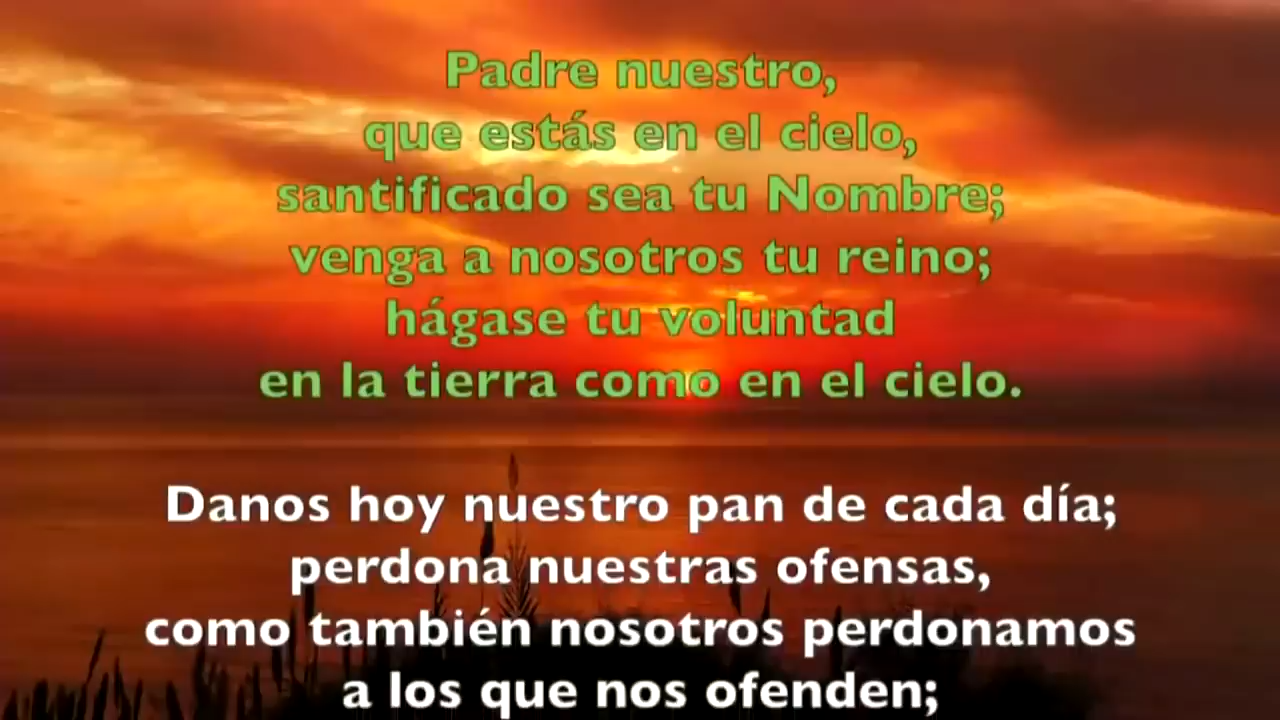 Padre nuestro,
que estás en el cielo,
santificado sea tu Nombre;
venga a nosotros tu reino;
hágase tu voluntad
en la tierra como en el cielo.
Danos hoy nuestro pan de cada día;
perdona nuestras ofensas,
como también nosotros perdonamos
a los que nos ofenden;